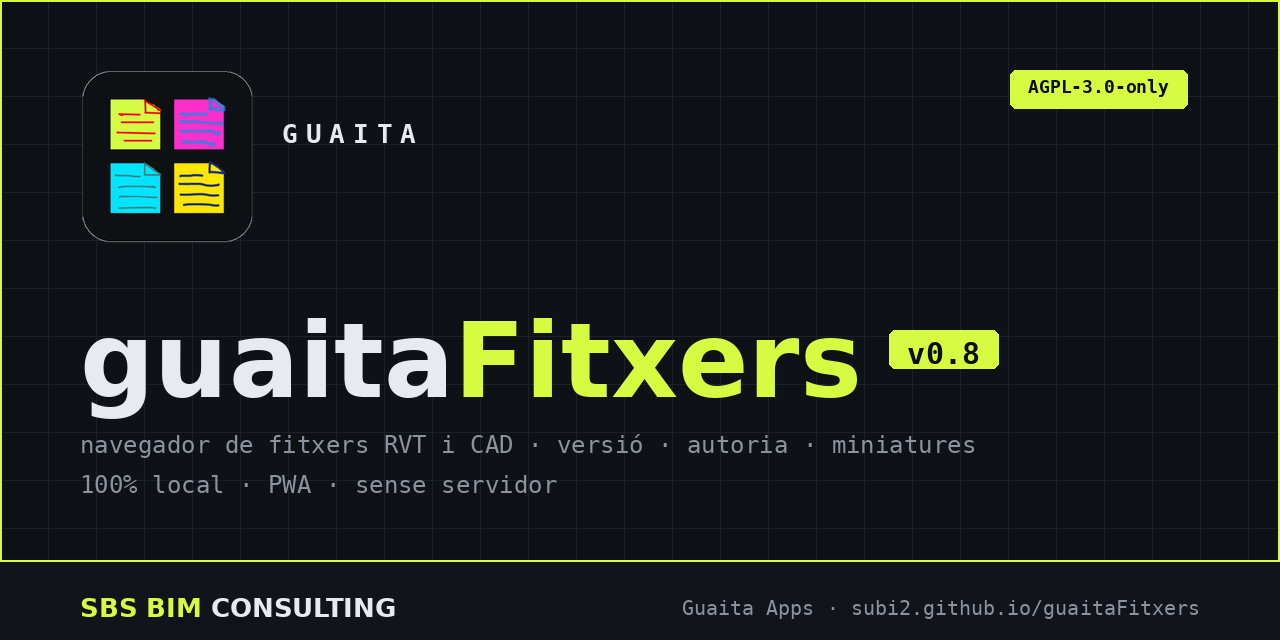 AGPL-3.0-only
GUAITA
guaitaFitxers v0.8
navegador de fitxers RVT i CAD · versió · autoria · miniatures
100% local · PWA · sense servidor
SBS BIM CONSULTING
Guaita Apps · subi2.github.io/guaitaFitxers